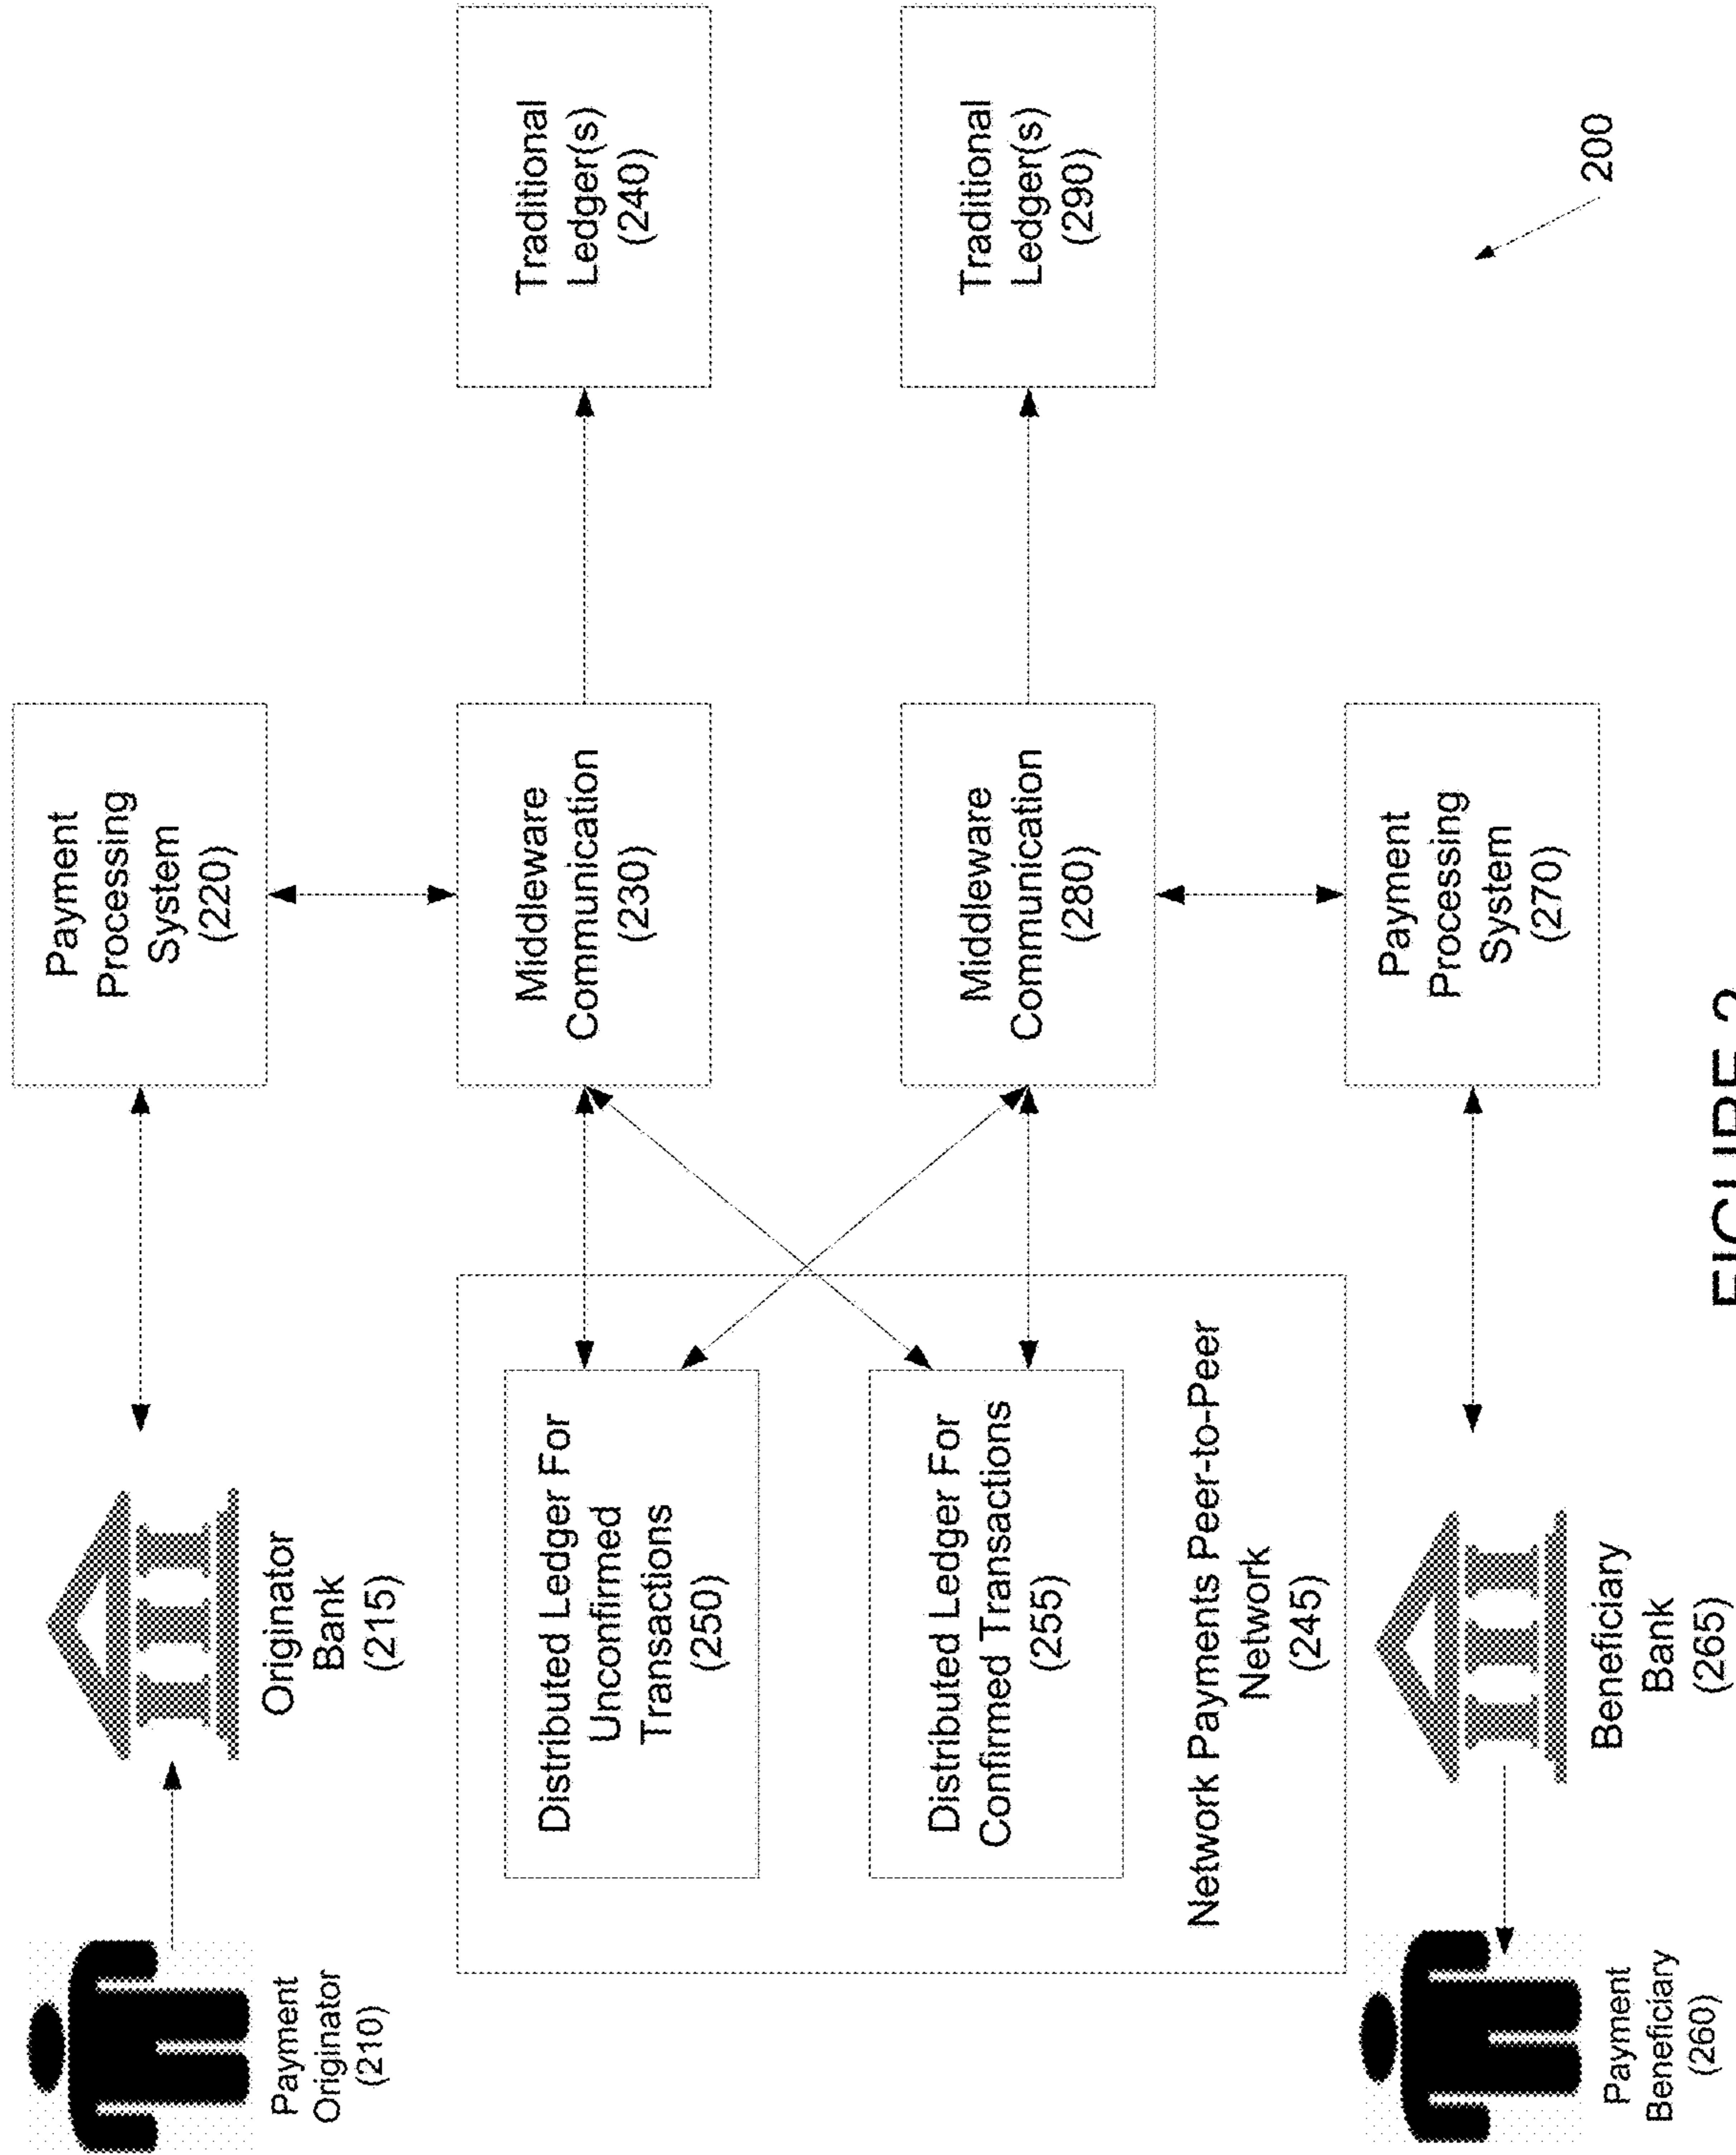 Payment
Originator
(210)
Originator
Bank
(215)
Payment
Processing
System
(220)
Distributed Ledger For
Unconfirmed
Transactions
(250)
Middleware
Communication
(230)
Traditional
Ledger(s)
(240)
Distributed Ledger For
Confirmed Transactions
(255)
Middleware
Communication
(280)
Traditional
Ledger(s)
(290)
Network Payments Peer-to-Peer
Network
(245)
Payment
Beneficiary
(260)
Beneficiary
Bank
(265)
Payment
Processing
System
(270)
200
FIGURE 2